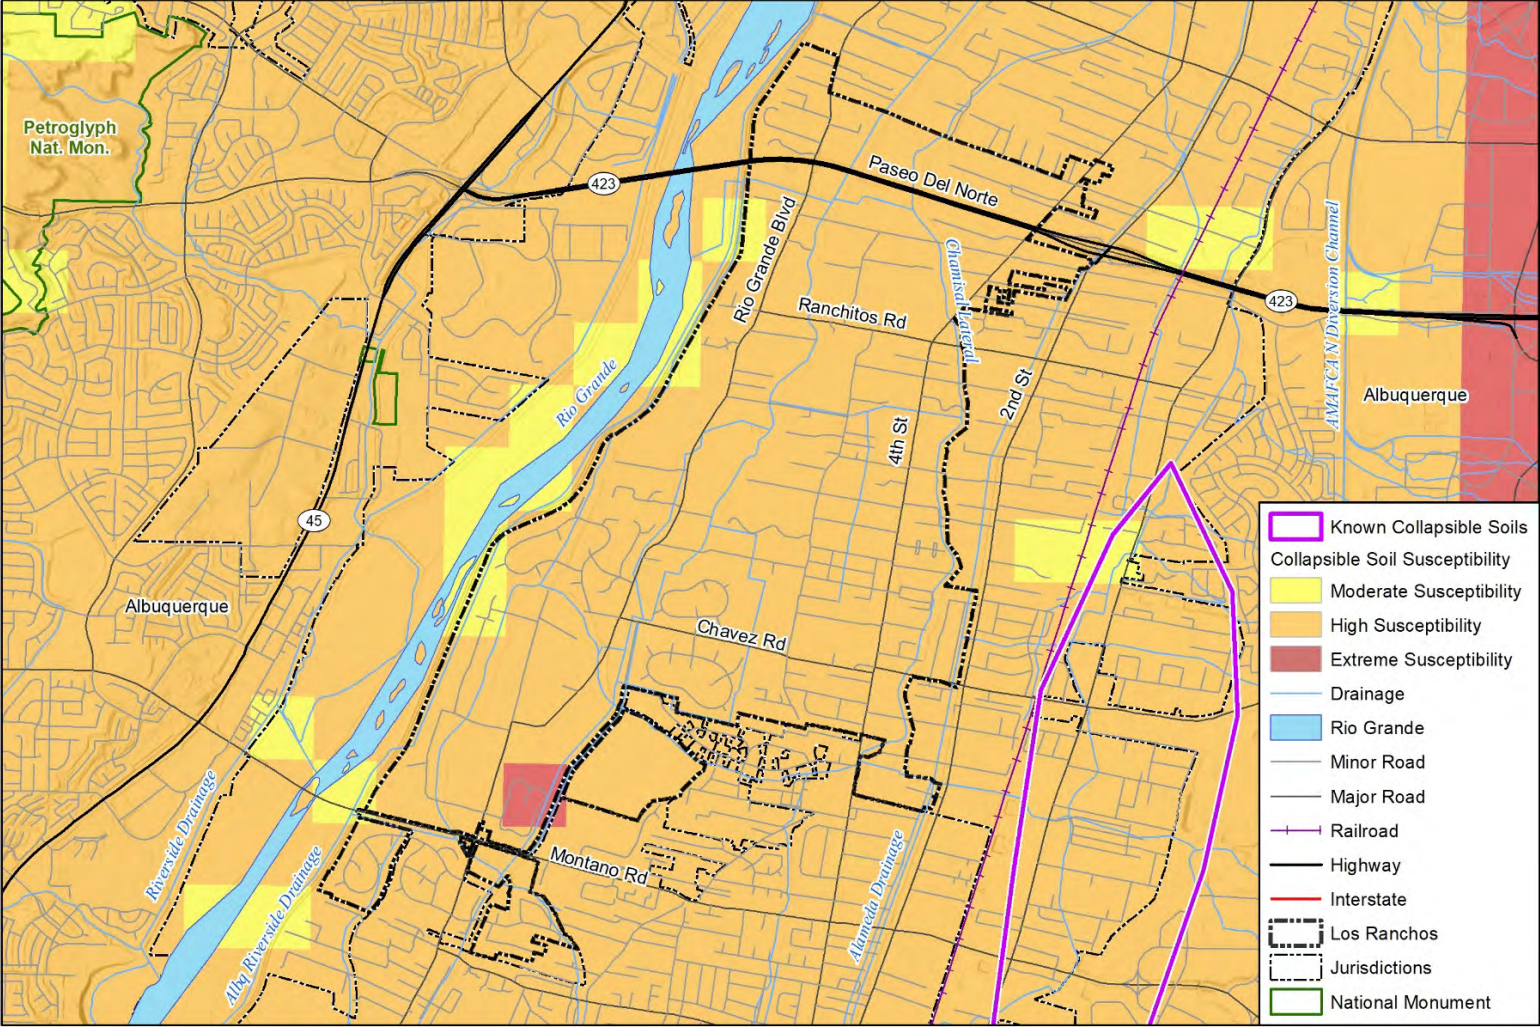 Petroglyph
Nat. Mon.
423
Paseo Del Norte
Rio Grande Blvd
Chamisal Lateral
AMAFCA N Diversion Channel
Ranchitos Rd
423
Rio Grande
2nd St
Albuquerque
4th St
45
Albuquerque
Chavez Rd
Riverside Drainage
Albq Riverside Drainage
Montano Rd
Alameda Drainage
Known Collapsible Soils
Collapsible Soil Susceptibility
Moderate Susceptibility
High Susceptibility
Extreme Susceptibility
Drainage
Rio Grande
Minor Road
Major Road
Railroad
Highway
Interstate
Los Ranchos
Jurisdictions
National Monument